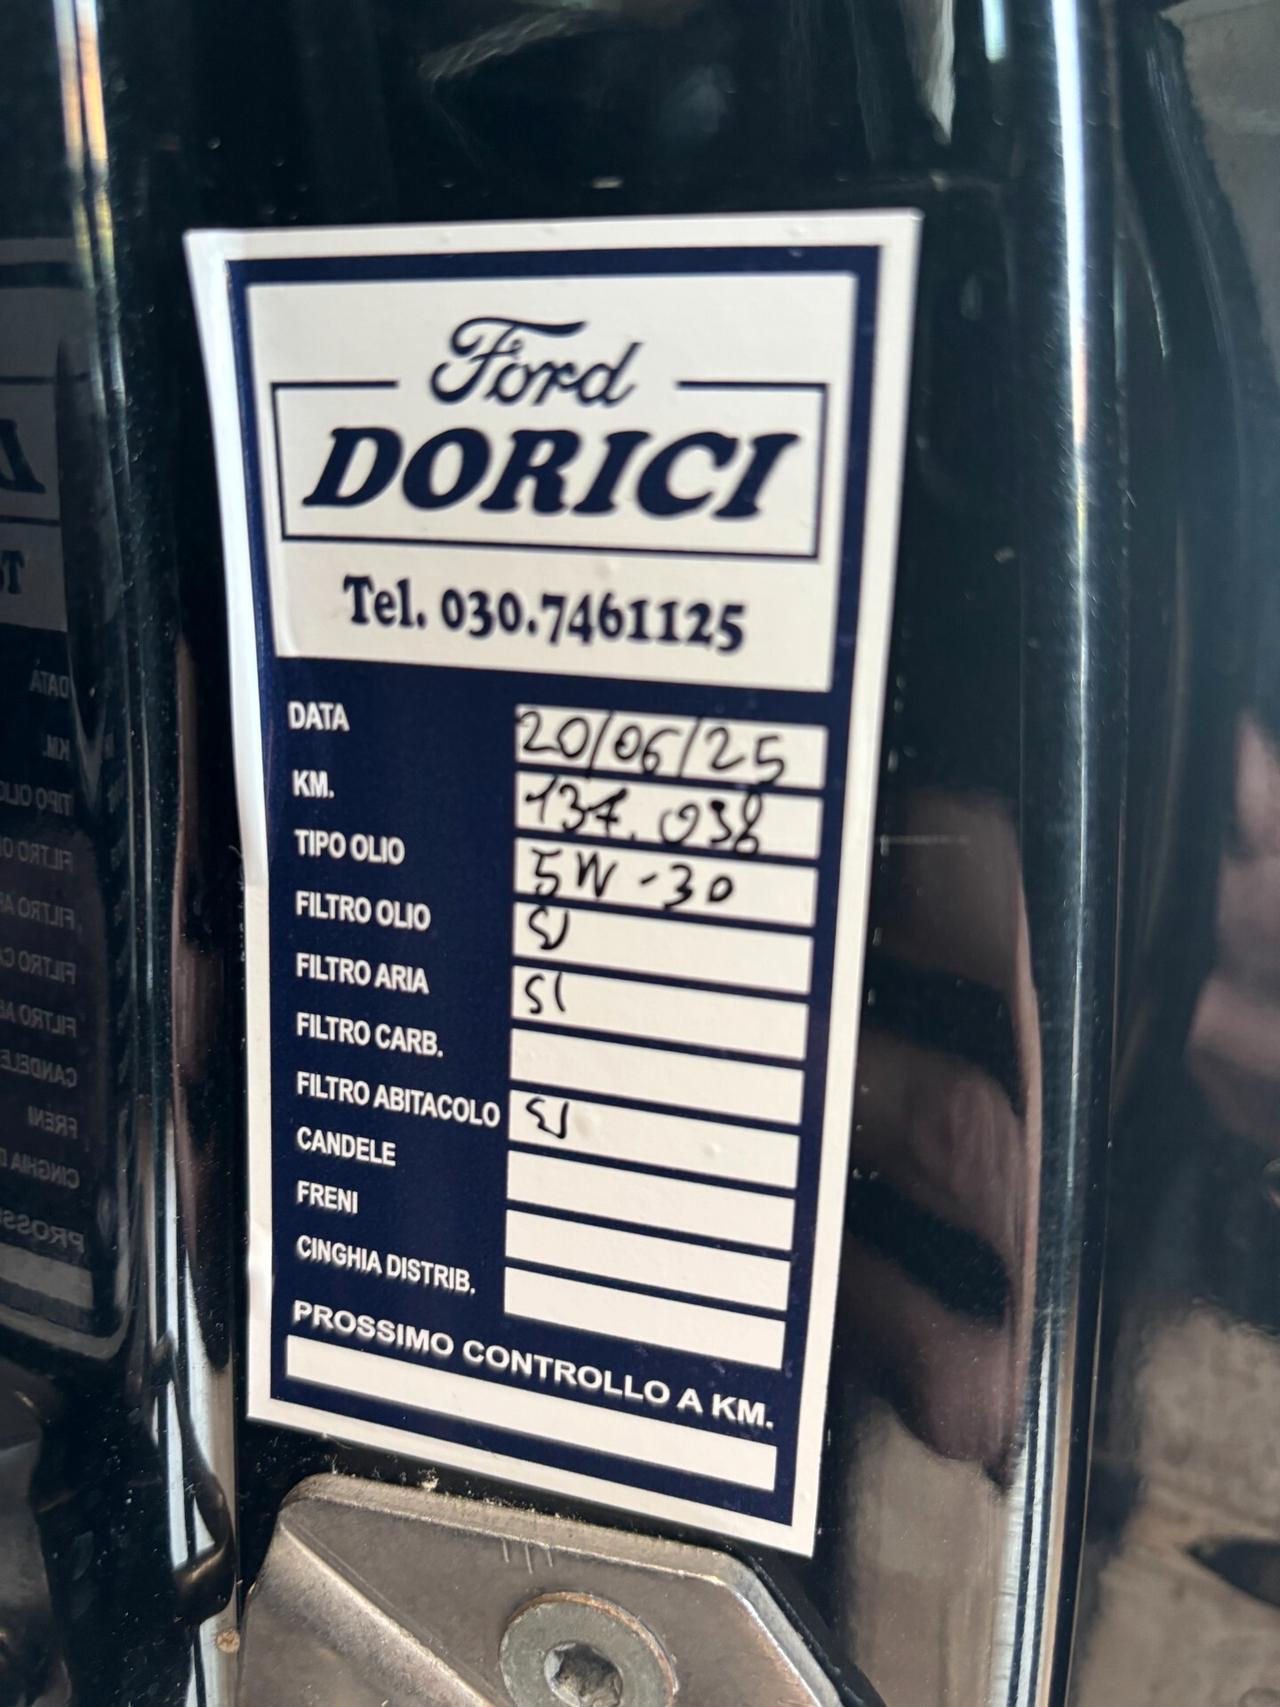 Ford
DORICI
Tel. 030.7461125
DATA 20/06/25
KM. 137.038
TIPO OLIO 5W-30
FILTRO OLIO SI
FILTRO ARIA SI
FILTRO CARB.
FILTRO ABITACOLO SI
CANDELE
FRENI
CINGHIA DISTRIB.
PROSSIMO CONTROLLO A KM.